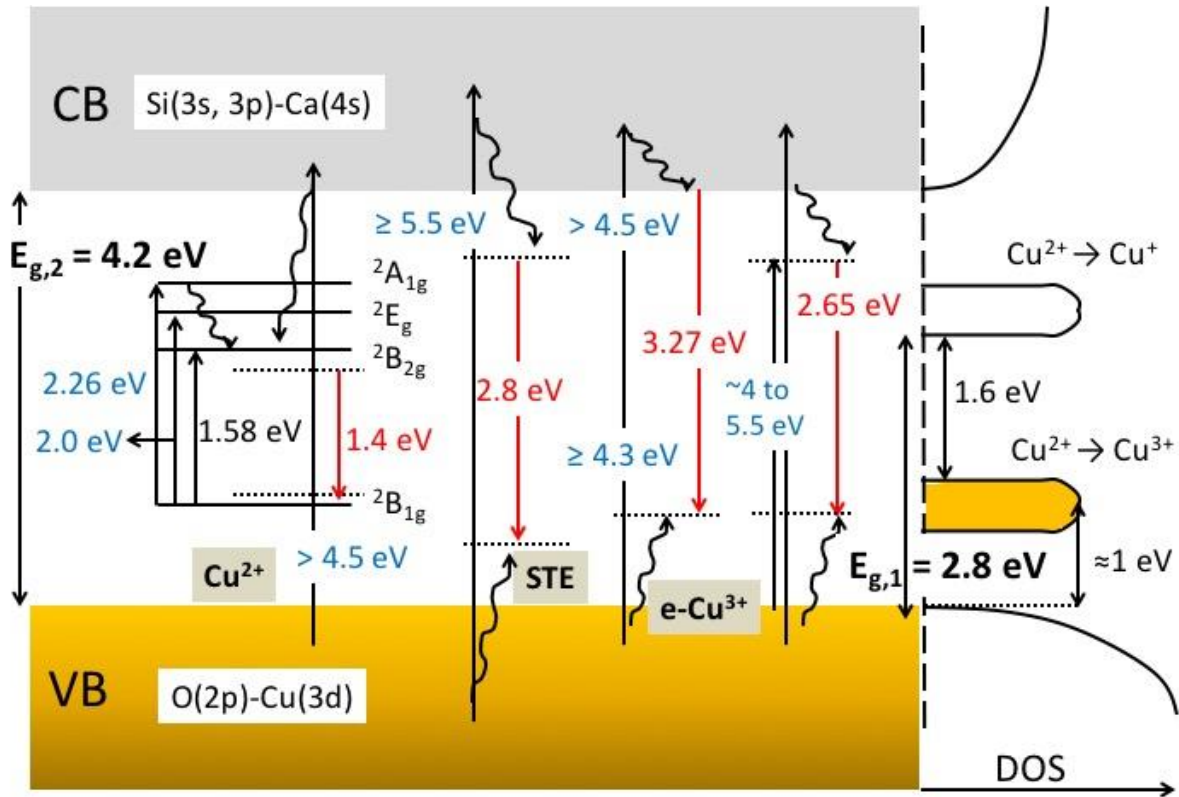 CB
Si(3s, 3p)-Ca(4s)
≥ 5.5 eV
> 4.5 eV
E_g,2 = 4.2 eV
²A₁g
²E_g
²B₂g
²B₁g
Cu²⁺ → Cu⁺
2.65 eV
3.27 eV
2.26 eV
2.8 eV
~4 to
5.5 eV
1.6 eV
2.0 eV
1.58 eV
1.4 eV
≥ 4.3 eV
Cu²⁺ → Cu³⁺
Cu²⁺
> 4.5 eV
STE
e-Cu³⁺
E_g,1 = 2.8 eV
≈1 eV
VB
O(2p)-Cu(3d)
DOS